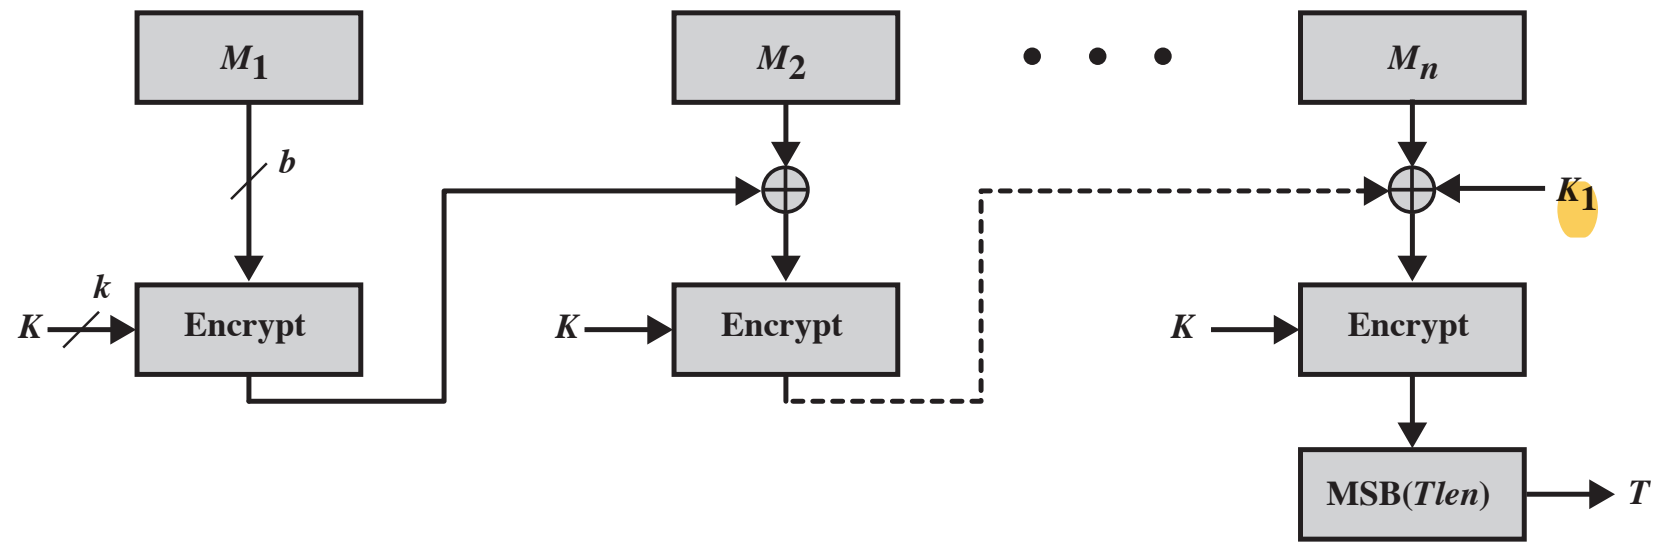 M1 M2 • • • Mn
b
K1
k
K Encrypt K Encrypt K Encrypt
MSB(Tlen) T